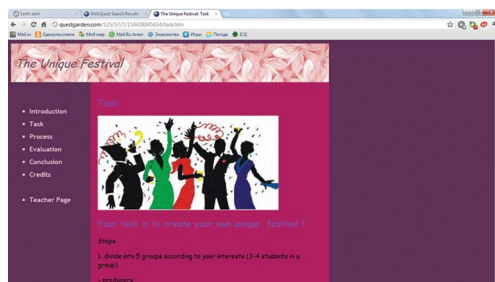 Earth alert
WebQuest Search Results
The Unique Festival: Task
questgarden.com/125/57/7/110428045654/task.htm
Mail.ru
Одноклассники
Мой мир
Mail.Ru Агент
Знакомства
Игры
Погода
ICQ
The Unique Festival
Introduction
Task
Process
Evaluation
Conclusion
Credits
Teacher Page
Task
Your task is to create your own unique festival !
Steps:
1. divide into 5 groups according to your interests (3-4 students in a
group):
- producers